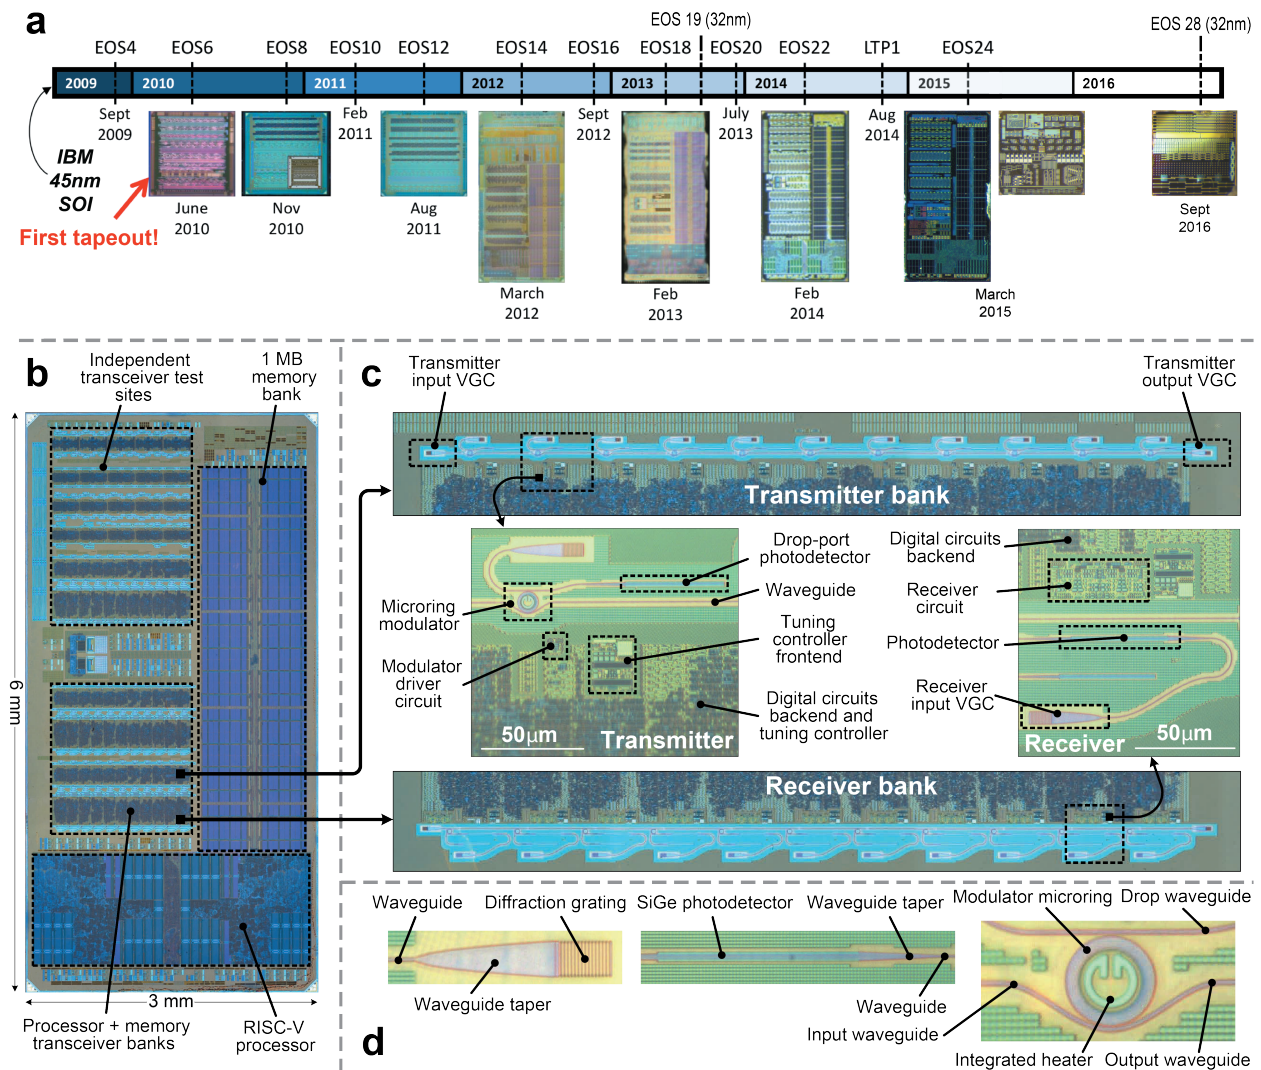 a
EOS 19 (32nm)
EOS 28 (32nm)
EOS4
EOS6
EOS8
EOS10
EOS12
EOS14
EOS16
EOS18
EOS20
EOS22
LTP1
EOS24
2009
2010
2011
2012
2013
2014
2015
2016
Sept
2009
Feb
2011
Sept
2012
July
2013
Aug
2014
IBM
45nm
SOI
First tapeout!
June
2010
Nov
2010
Aug
2011
March
2012
Feb
2013
Feb
2014
March
2015
Sept
2016
b
Independent
transceiver test
sites
1 MB
memory
bank
6 mm
3 mm
Processor + memory
transceiver banks
RISC-V
processor
c
Transmitter
input VGC
Transmitter
output VGC
Transmitter bank
Drop-port
photodetector
Waveguide
Microring
modulator
Tuning
controller
frontend
Modulator
driver
circuit
Digital circuits
backend and
tuning controller
50μm
Transmitter
Digital circuits
backend
Receiver
circuit
Photodetector
Receiver
input VGC
Receiver
50μm
Receiver bank
d
Waveguide
Diffraction grating
Waveguide taper
SiGe photodetector
Waveguide taper
Waveguide
Modulator microring
Drop waveguide
Input waveguide
Integrated heater
Output waveguide